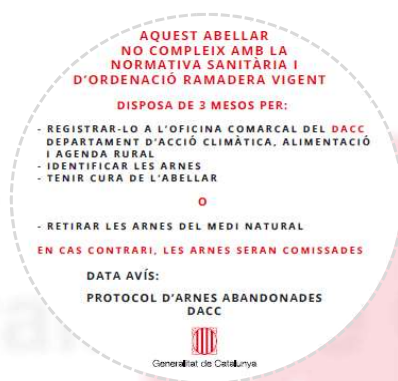 AQUEST ABELLAR
NO COMPLEIX AMB LA
NORMATIVA SANITÀRIA I
D'ORDENACIÓ RAMADERA VIGENT
DISPOSA DE 3 MESOS PER:
- REGISTRAR-LO A L'OFICINA COMARCAL DEL DACC
DEPARTAMENT D'ACCIÓ CLIMÀTICA, ALIMENTACIÓ
I AGENDA RURAL
- IDENTIFICAR LES ARNES
- TENIR CURA DE L'ABELLAR
O
- RETIRAR LES ARNES DEL MEDI NATURAL
EN CAS CONTRARI, LES ARNES SERAN COMISSADES
DATA AVÍS:
PROTOCOL D'ARNES ABANDONADES
DACC
Generalitat de Catalunya